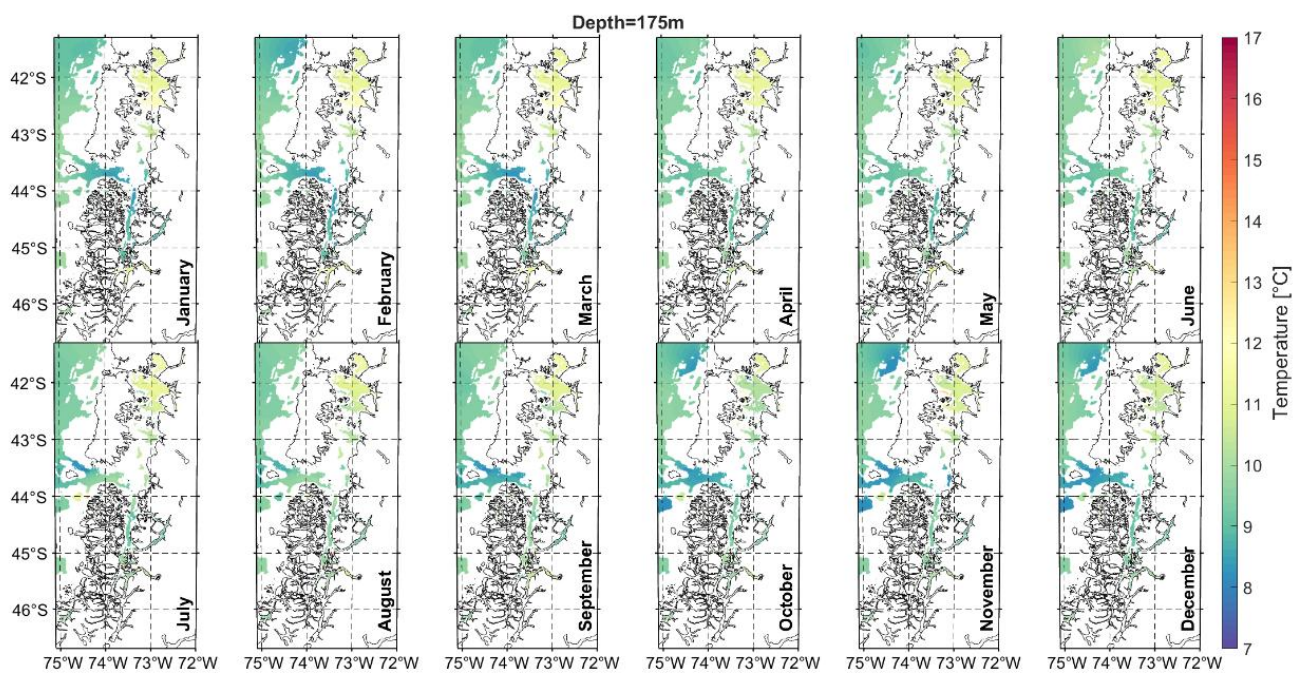 Depth=175m
42°S
43°S
44°S
45°S
46°S
January
February
March
April
May
June
42°S
43°S
44°S
45°S
46°S
July
August
September
October
November
December
75°W 74°W 73°W 72°W
75°W 74°W 73°W 72°W
75°W 74°W 73°W 72°W
75°W 74°W 73°W 72°W
75°W 74°W 73°W 72°W
75°W 74°W 73°W 72°W
17
16
15
14
13
12
11
10
9
8
7
Temperature [°C]